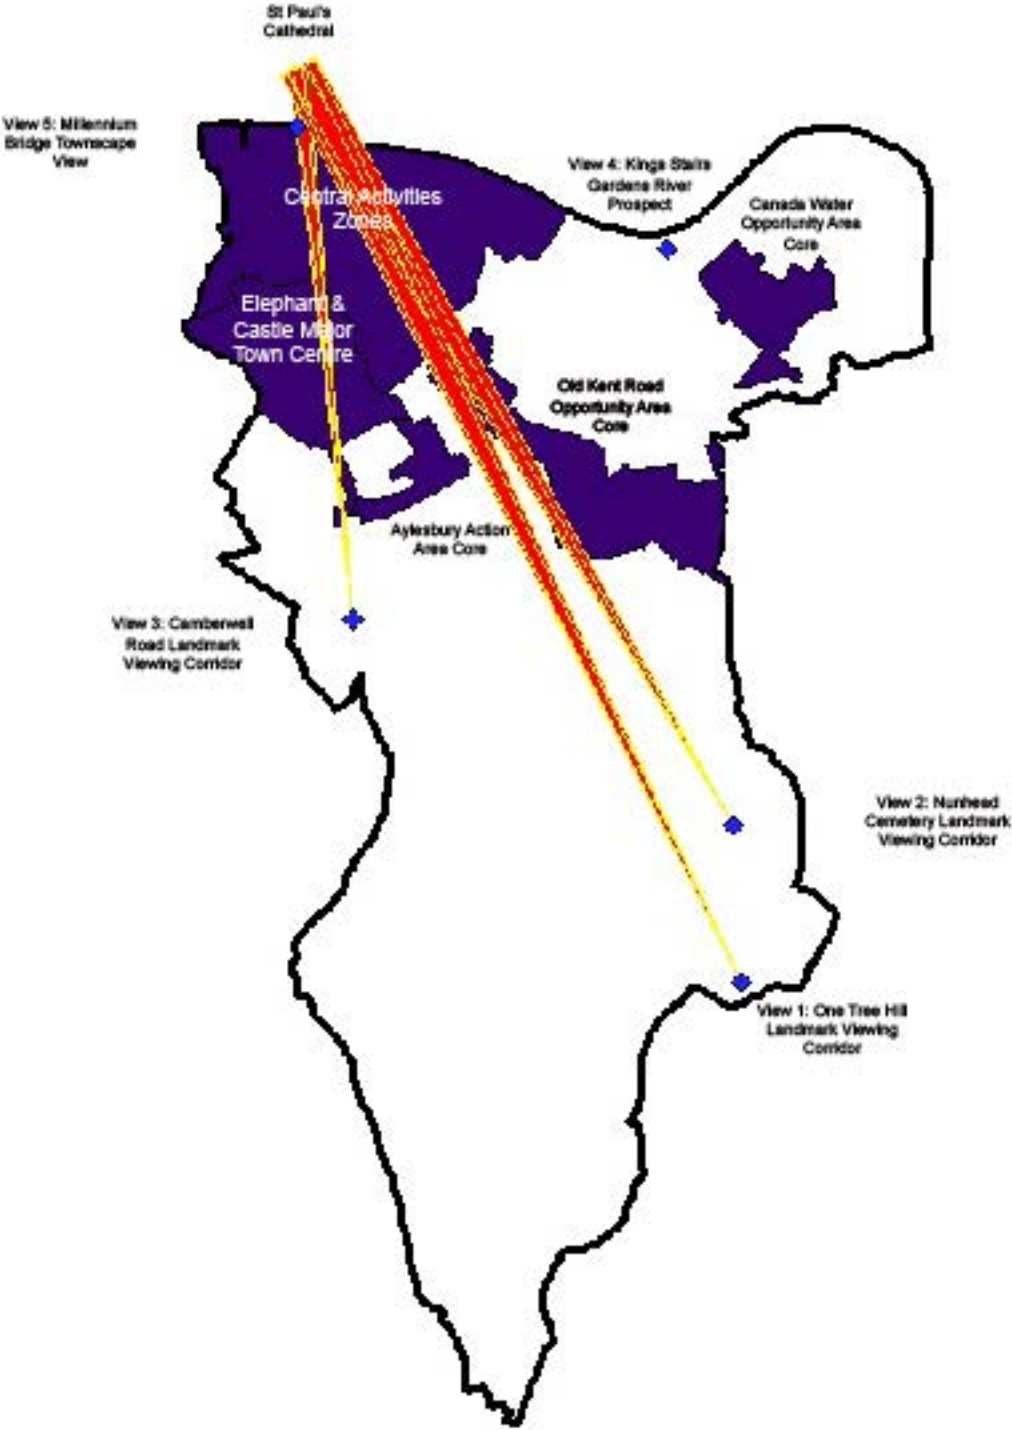 St Paul's
Cathedral
View 5: Millennium
Bridge Townscape
View
View 4: Kings Stairs
Gardens River
Prospect
Canada Water
Opportunity Area
Core
Central Activities
Zones
Elephant &
Castle Major
Town Centre
Old Kent Road
Opportunity Area
Core
Aylesbury Action
Area Core
View 3: Camberwell
Road Landmark
Viewing Corridor
View 2: Nunhead
Cemetery Landmark
Viewing Corridor
View 1: One Tree Hill
Landmark Viewing
Corridor